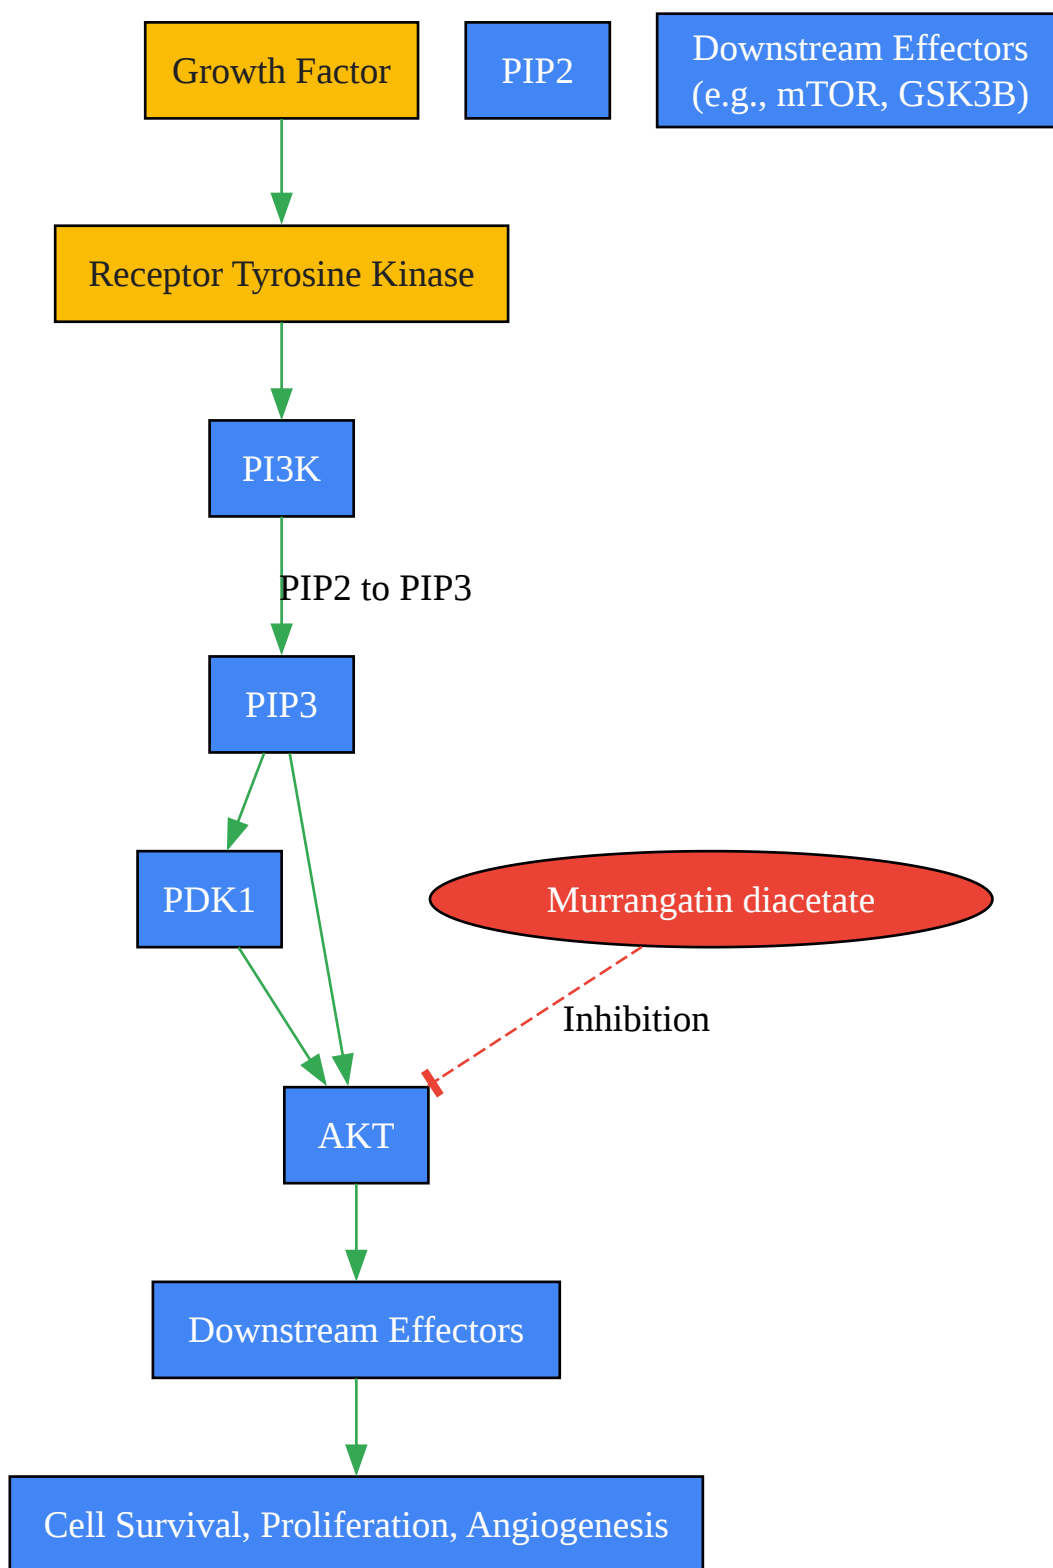 Growth Factor
PIP2
Downstream Effectors
(e.g., mTOR, GSK3B)
Receptor Tyrosine Kinase
PI3K
PIP2 to PIP3
PIP3
PDK1
Murrangatin diacetate
Inhibition
AKT
Downstream Effectors
Cell Survival, Proliferation, Angiogenesis